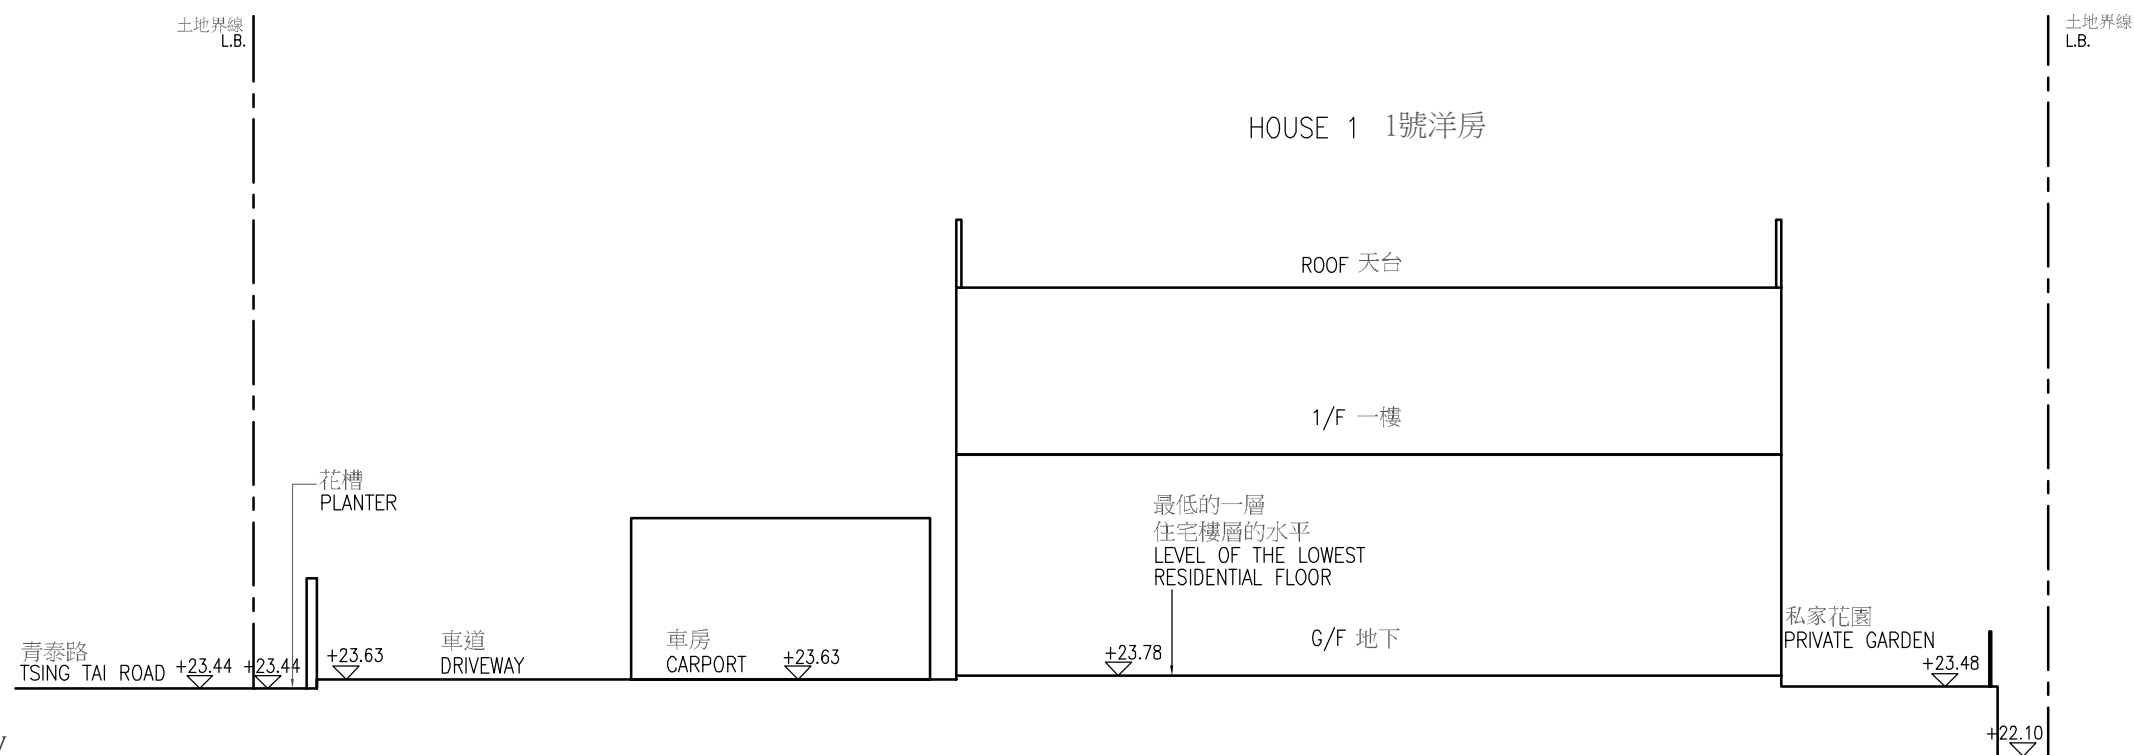 土地界線
L.B.
土地界線
L.B.
HOUSE 1 1號洋房
ROOF 天台
1/F 一樓
花槽
PLANTER
最低的一層
住宅樓層的水平
LEVEL OF THE LOWEST
RESIDENTIAL FLOOR
G/F 地下
青泰路
TSING TAI ROAD +23.44 +23.44
+23.63
車道
DRIVEWAY
車房
CARPORT +23.63
+23.78
私家花園
PRIVATE GARDEN
+23.48
+22.10